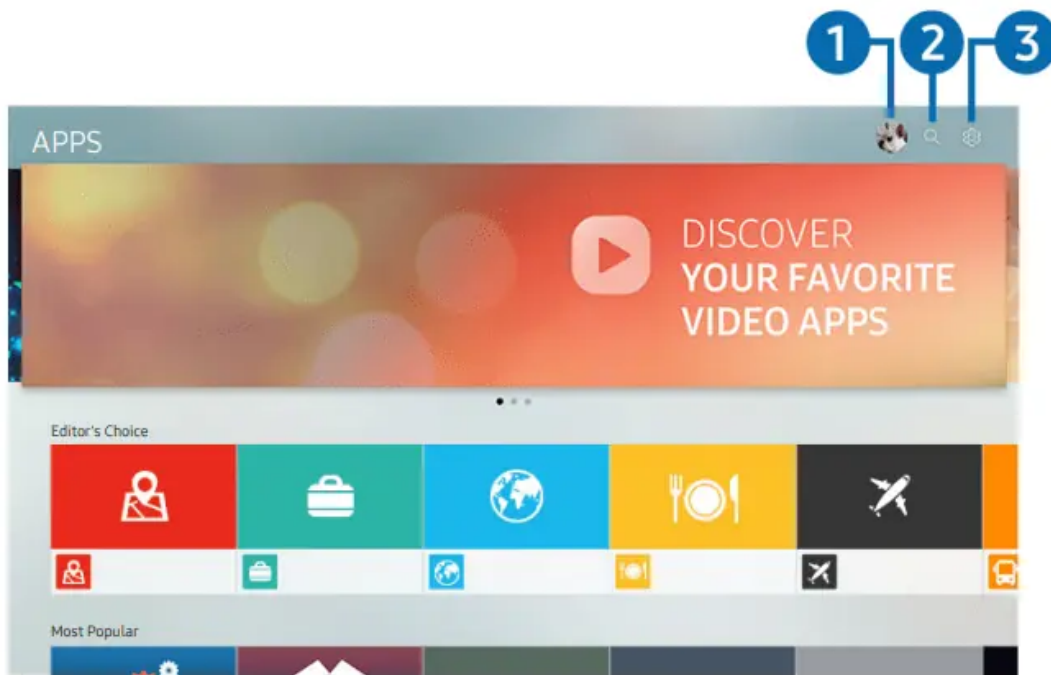 1 2 3
APPS
DISCOVER
YOUR FAVORITE
VIDEO APPS
Editor's Choice
Most Popular